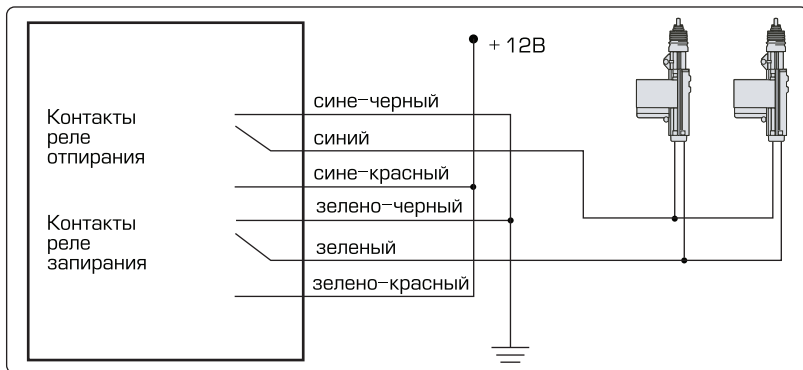 + 12В
сине-черный
Контакты
реле
отпирания
синий
сине-красный
зелено-черный
Контакты
реле
запирания
зеленый
зелено-красный